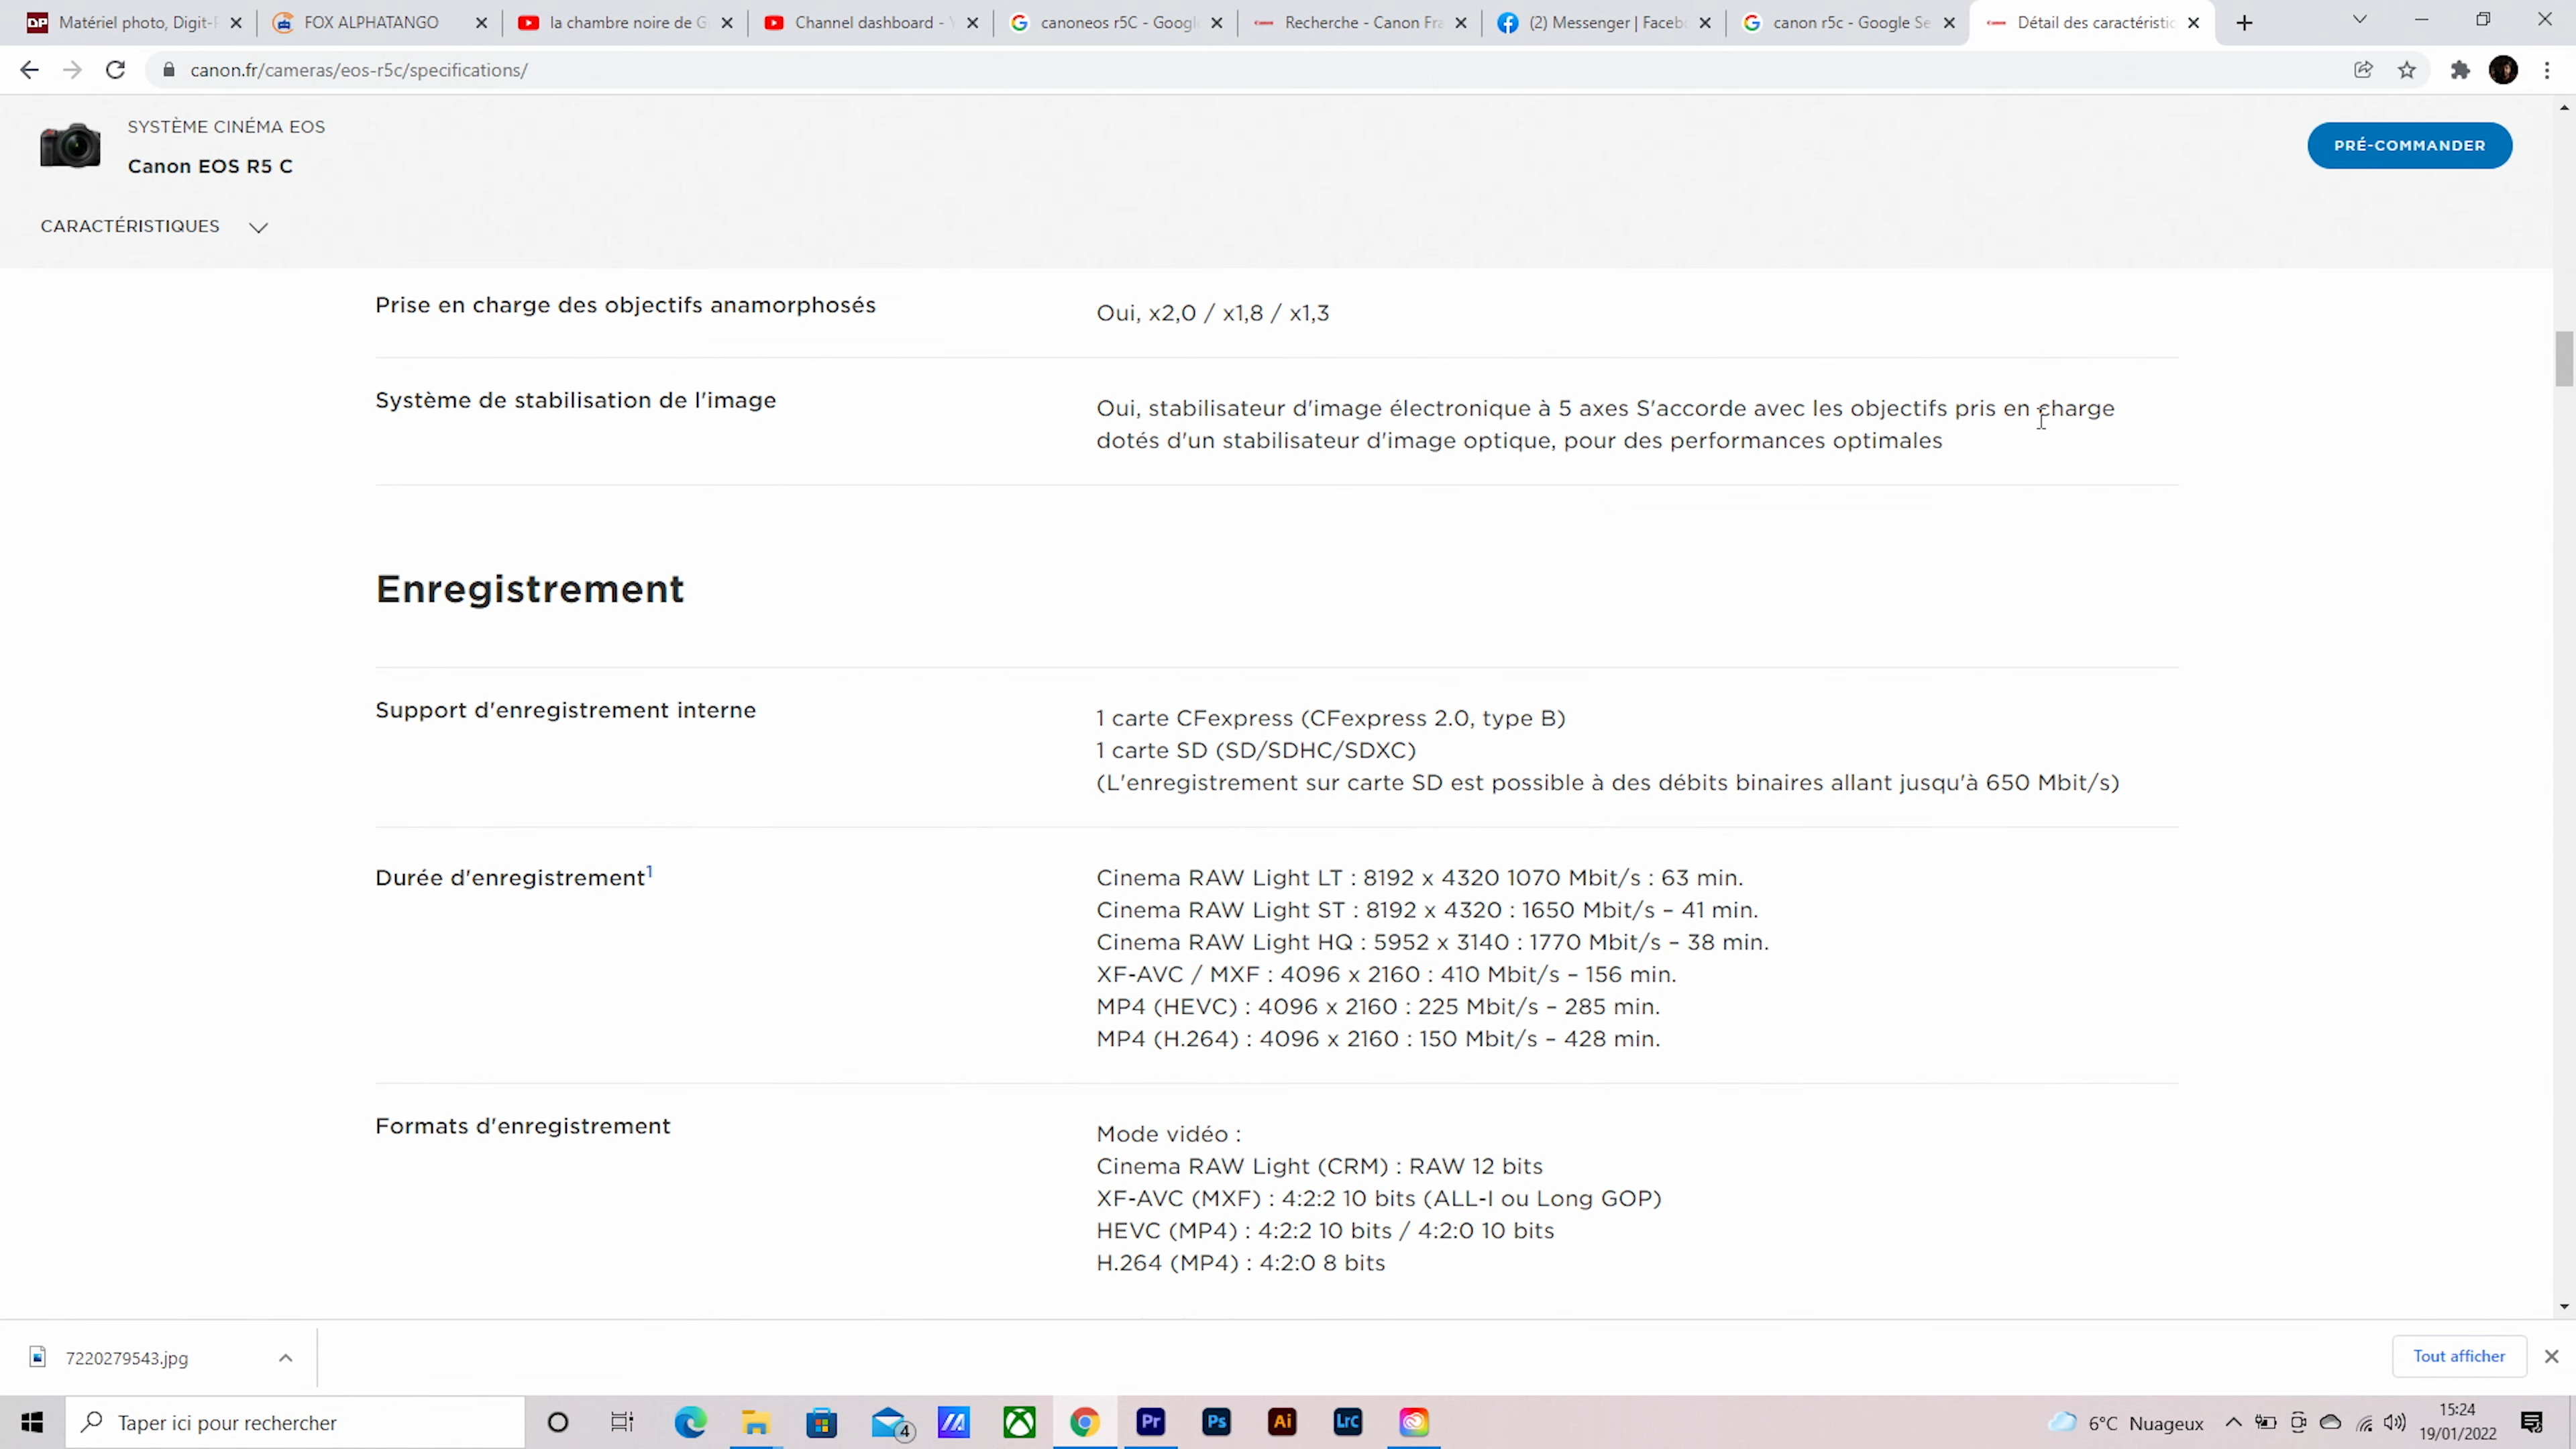 Matériel photo, Digit-P
FOX ALPHATANGO
la chambre noire de G
Channel dashboard - Y
canoneos r5C - Googl
Recherche - Canon Fra
(2) Messenger | Facebo
canon r5c - Google Se
Détail des caractéristic
canon.fr/cameras/eos-r5c/specifications/
SYSTÈME CINÉMA EOS
Canon EOS R5 C
PRÉ-COMMANDER
CARACTÉRISTIQUES
Prise en charge des objectifs anamorphosés
Oui, x2,0 / x1,8 / x1,3
Système de stabilisation de l'image
Oui, stabilisateur d'image électronique à 5 axes S'accorde avec les objectifs pris en charge
dotés d'un stabilisateur d'image optique, pour des performances optimales
Enregistrement
Support d'enregistrement interne
1 carte CFexpress (CFexpress 2.0, type B)
1 carte SD (SD/SDHC/SDXC)
(L'enregistrement sur carte SD est possible à des débits binaires allant jusqu'à 650 Mbit/s)
Durée d'enregistrement1
Cinema RAW Light LT : 8192 x 4320 1070 Mbit/s : 63 min.
Cinema RAW Light ST : 8192 x 4320 : 1650 Mbit/s – 41 min.
Cinema RAW Light HQ : 5952 x 3140 : 1770 Mbit/s – 38 min.
XF-AVC / MXF : 4096 x 2160 : 410 Mbit/s – 156 min.
MP4 (HEVC) : 4096 x 2160 : 225 Mbit/s – 285 min.
MP4 (H.264) : 4096 x 2160 : 150 Mbit/s – 428 min.
Formats d'enregistrement
Mode vidéo :
Cinema RAW Light (CRM) : RAW 12 bits
XF-AVC (MXF) : 4:2:2 10 bits (ALL-I ou Long GOP)
HEVC (MP4) : 4:2:2 10 bits / 4:2:0 10 bits
H.264 (MP4) : 4:2:0 8 bits
7220279543.jpg
Tout afficher
Taper ici pour rechercher
4
Pr
Ps
Ai
Lrc
6°C Nuageux
15:24
19/01/2022